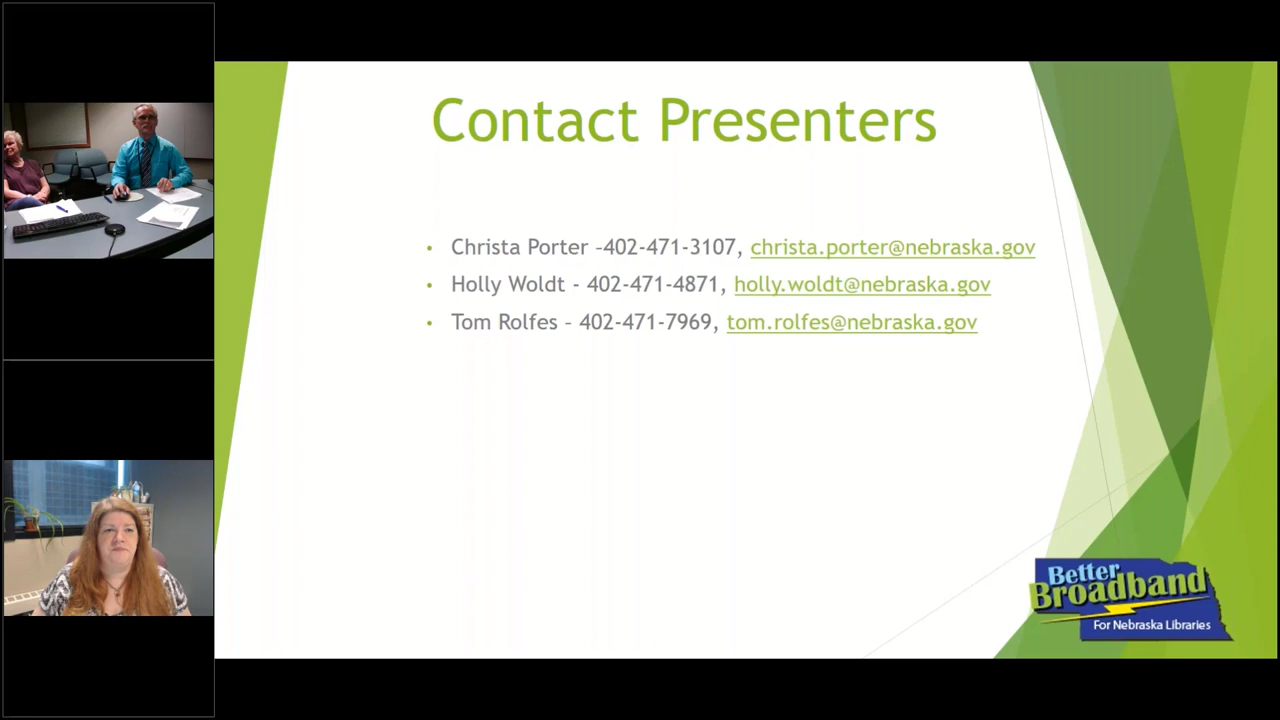 Contact Presenters
• Christa Porter –402-471-3107, christa.porter@nebraska.gov
• Holly Woldt - 402-471-4871, holly.woldt@nebraska.gov
• Tom Rolfes – 402-471-7969, tom.rolfes@nebraska.gov
Better
Broadband
For Nebraska Libraries